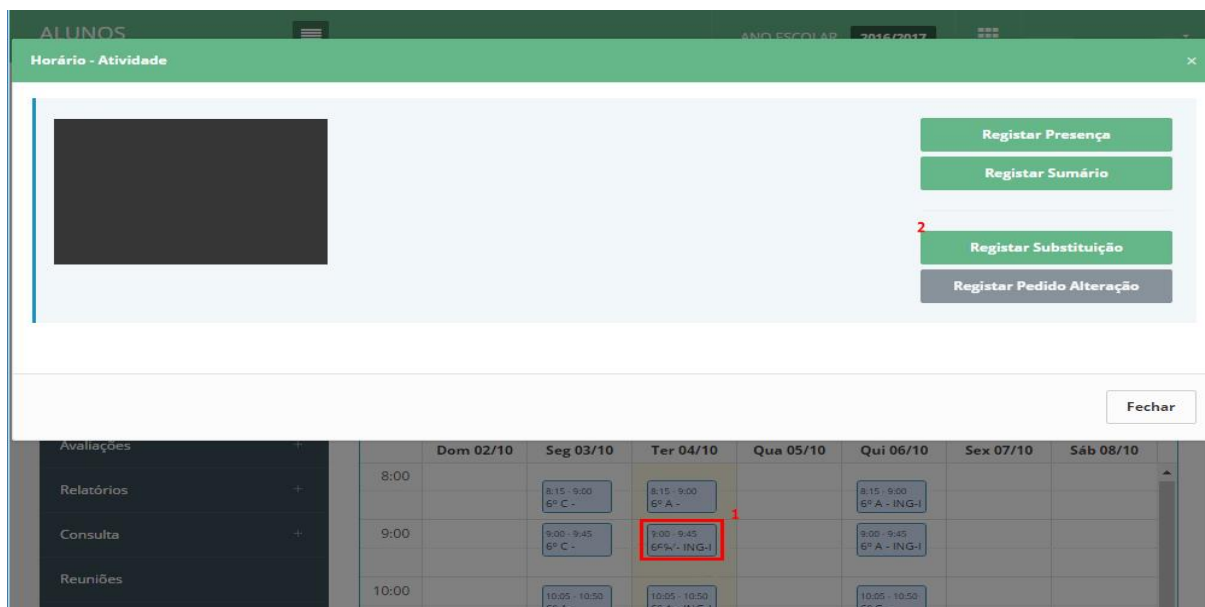 ALUNOS
ANO ESCOLAR 2016/2017
Horário - Atividade ×
Registar Presença
Registar Sumário
2
Registar Substituição
Registar Pedido Alteração
Fechar
Avaliações +
Relatórios +
Consulta +
Reuniões
Dom 02/10 Seg 03/10 Ter 04/10 Qua 05/10 Qui 06/10 Sex 07/10 Sáb 08/10
8:00
8:15 - 9:00 8:15 - 9:00 8:15 - 9:00
6º C - 6º A - 6º A - ING-I
1
9:00
9:00 - 9:45 9:00 - 9:45 9:00 - 9:45
6º C - - ING-I 6º A - ING-I
10:00
10:05 - 10:50 10:05 - 10:50 10:05 - 10:50